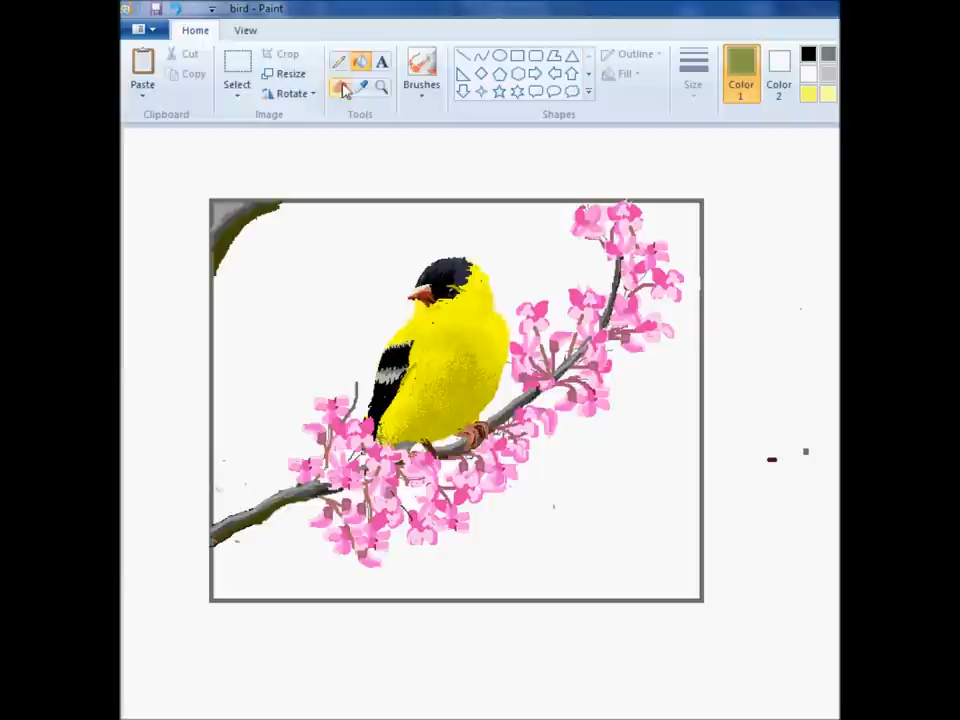 bird - Paint
Home View
Paste
Cut
Copy
Clipboard
Select
Crop
Resize
Rotate
Image
A
Tools
Brushes
Outline
Fill
Shapes
Size
Color 1
Color 2